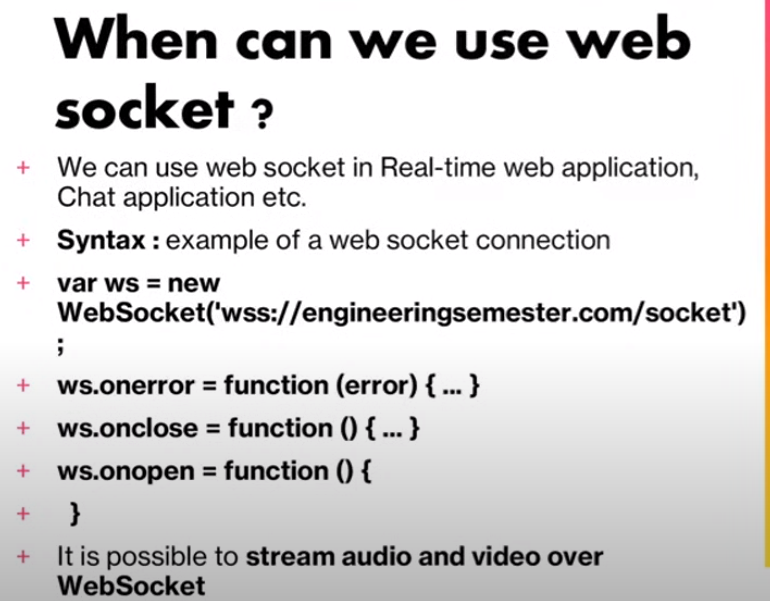 When can we use web
socket ?
+ We can use web socket in Real-time web application,
Chat application etc.
+ Syntax : example of a web socket connection
+ var ws = new
WebSocket('wss://engineeringsemester.com/socket')
;
+ ws.onerror = function (error) { ... }
+ ws.onclose = function () { ... }
+ ws.onopen = function () {
+ }
+ It is possible to stream audio and video over
WebSocket